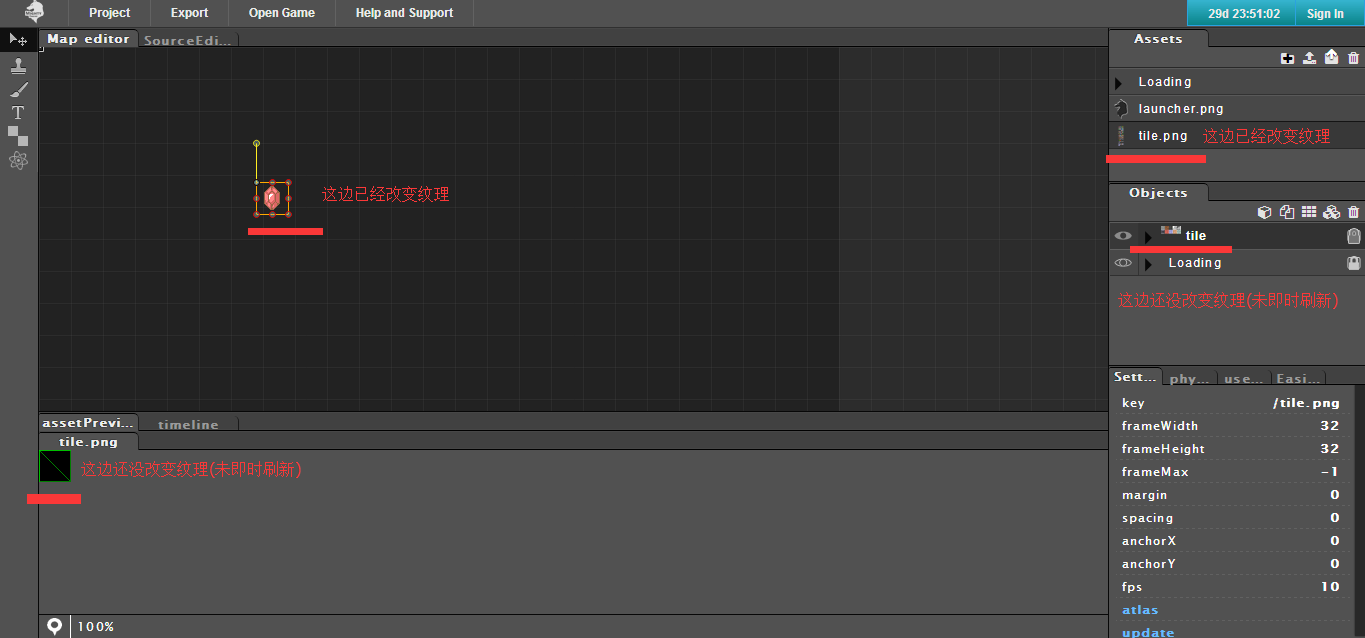 Project
Export
Open Game
Help and Support
29d 23:51:02
Sign In
Map editor
SourceEdi...
Assets
Loading
launcher.png
tile.png
这边已经改变纹理
这边已经改变纹理
Objects
tile
Loading
这边还没改变纹理(未即时刷新)
Sett...
phy...
use...
Easi...
key
/tile.png
frameWidth
32
frameHeight
32
frameMax
-1
margin
0
spacing
0
anchorX
0
anchorY
0
fps
10
atlas
update
assetPrevi...
timeline
tile.png
这边还没改变纹理(未即时刷新)
100%